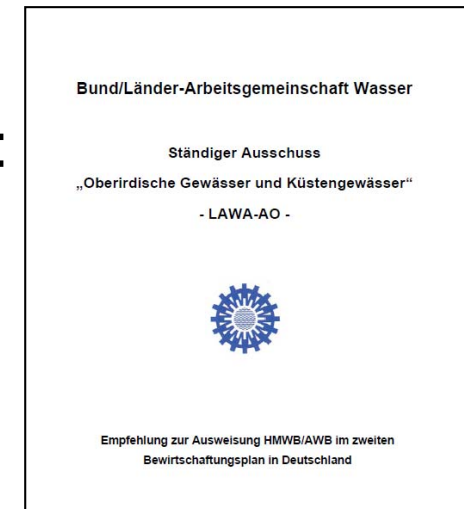 Bund/Länder-Arbeitsgemeinschaft Wasser
Ständiger Ausschuss
„Oberirdische Gewässer und Küstengewässer“
- LAWA-AO -
Empfehlung zur Ausweisung HMWB/AWB im zweiten
Bewirtschaftungsplan in Deutschland